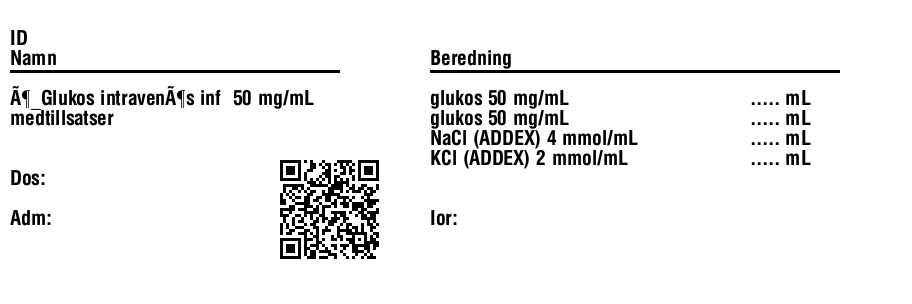 ID
Namn
Ã¶_Glukos intravenÃ¶s inf 50 mg/mL
medtillsatser
Dos:
Adm:
Beredning
glukos 50 mg/mL ..... mL
glukos 50 mg/mL ..... mL
NaCl (ADDEX) 4 mmol/mL ..... mL
KCl (ADDEX) 2 mmol/mL ..... mL
Ior: